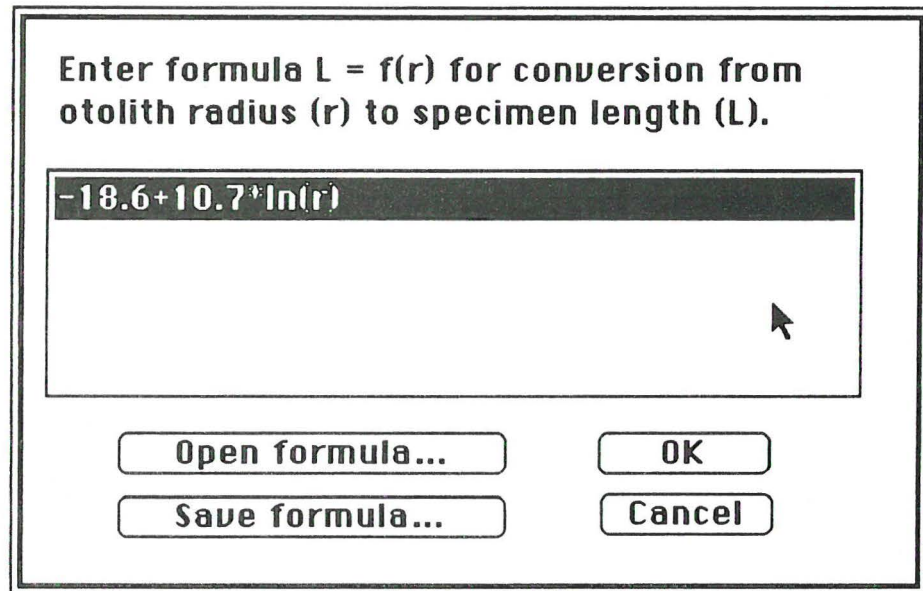 Enter formula L = f(r) for conversion from
otolith radius (r) to specimen length (L).
-18.6+10.7*ln(r)
Open formula...
OK
Save formula...
Cancel